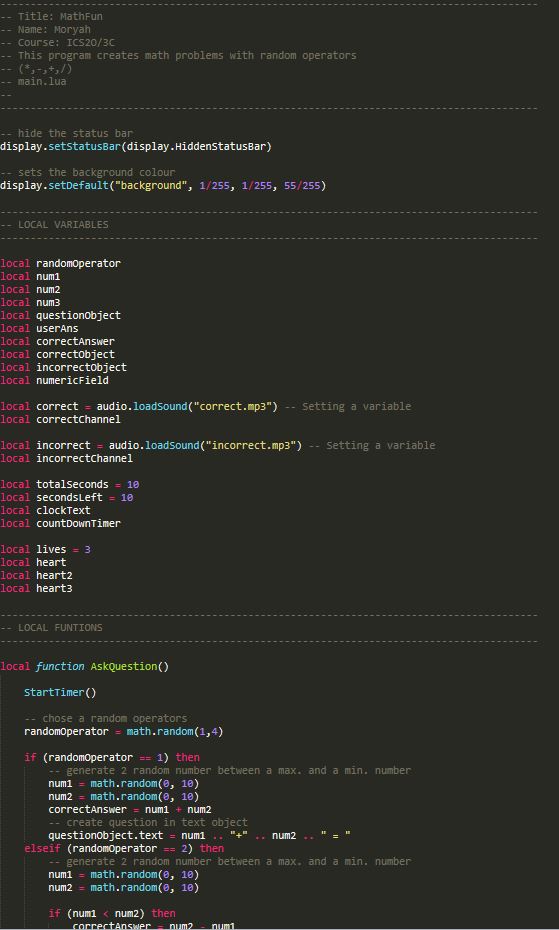 -----------------------------------------------------------------------------------------
-- Title: MathFun
-- Name: Moryah
-- Course: ICS2O/3C
-- This program creates math problems with random operators
-- (*,-,+,/)
-- main.lua
--
-----------------------------------------------------------------------------------------
-- hide the status bar
display.setStatusBar(display.HiddenStatusBar)
-- sets the background colour
display.setDefault("background", 1/255, 1/255, 55/255)
-----------------------------------------------------------------------------------------
-- LOCAL VARIABLES
-----------------------------------------------------------------------------------------
local randomOperator
local num1
local num2
local num3
local questionObject
local userAns
local correctAnswer
local correctObject
local incorrectObject
local numericField
local correct = audio.loadSound("correct.mp3") -- Setting a variable
local correctChannel
local incorrect = audio.loadSound("incorrect.mp3") -- Setting a variable
local incorrectChannel
local totalSeconds = 10
local secondsLeft = 10
local clockText
local countDownTimer
local lives = 3
local heart
local heart2
local heart3
-----------------------------------------------------------------------------------------
-- LOCAL FUNTIONS
-----------------------------------------------------------------------------------------
local function AskQuestion()
StartTimer()
-- chose a random operators
randomOperator = math.random(1,4)
if (randomOperator == 1) then
-- generate 2 random number between a max. and a min. number
num1 = math.random(0, 10)
num2 = math.random(0, 10)
correctAnswer = num1 + num2
-- create question in text object
questionObject.text = num1 .. "+" .. num2 .. " = "
elseif (randomOperator == 2) then
-- generate 2 random number between a max. and a min. number
num1 = math.random(0, 10)
num2 = math.random(0, 10)
if (num1 < num2) then
correctAnswer = num2 - num1